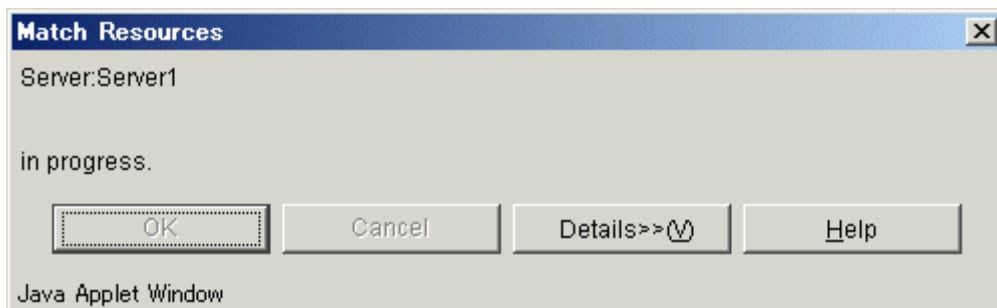 Match Resources
Server:Server1
in progress.
OK Cancel Details>>(V) Help
Java Applet Window